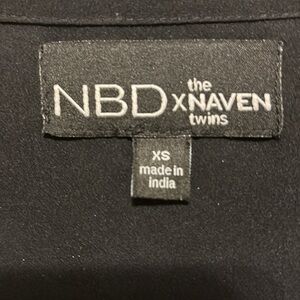 the
NBD x NAVEN
twins
XS
made in
india